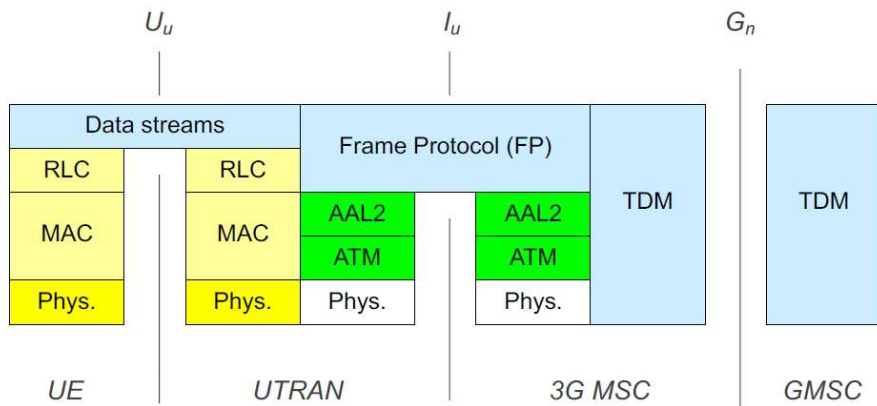 Uu Iu Gn
Data streams
Frame Protocol (FP)
RLC RLC
TDM TDM
AAL2 AAL2
MAC MAC
ATM ATM
Phys. Phys. Phys. Phys.
UE UTRAN 3G MSC GMSC